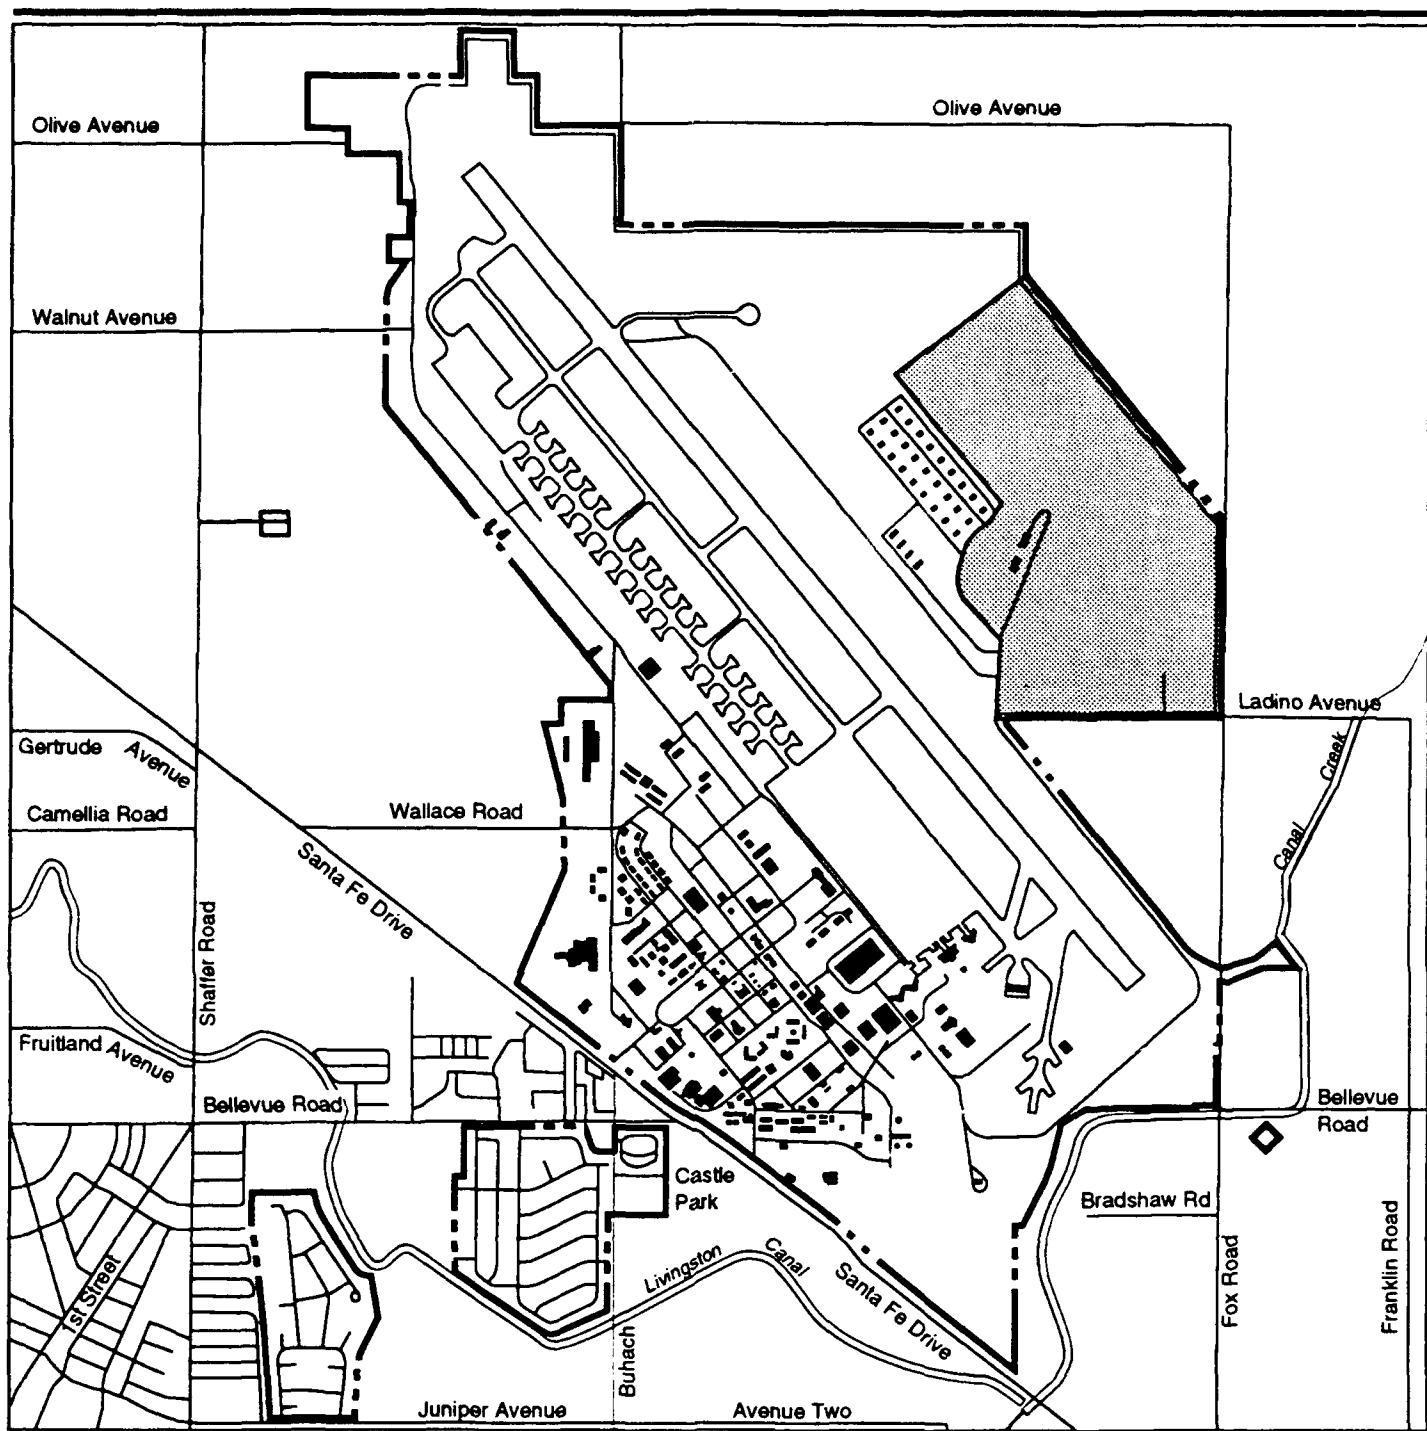 Olive Avenue
Olive Avenue
Walnut Avenue
Ladino Avenue
Gertrude Avenue
Canal Creek
Camellia Road
Wallace Road
Santa Fe Drive
Shaffer Road
Fruitland Avenue
Bellevue Road
Bellevue
Road
Castle
Park
Bradshaw Rd
1st Street
Livingston Canal
Santa Fe Drive
Fox Road
Franklin Road
Buhach
Juniper Avenue
Avenue Two